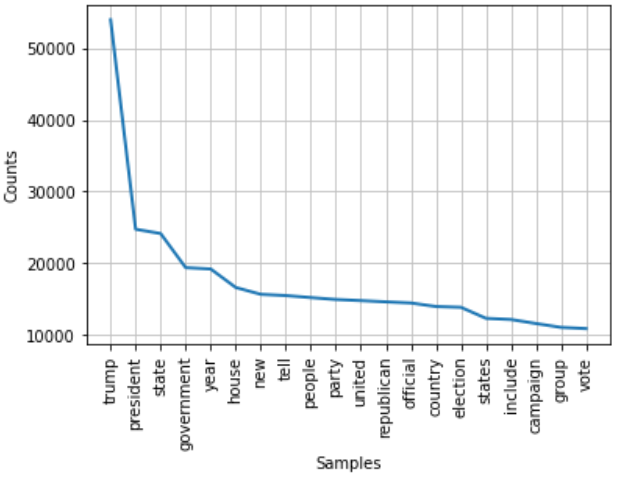 50000
40000
30000
20000
10000
Counts
trump
president
state
government
year
house
new
tell
people
party
united
republican
official
country
election
states
include
campaign
group
vote
Samples